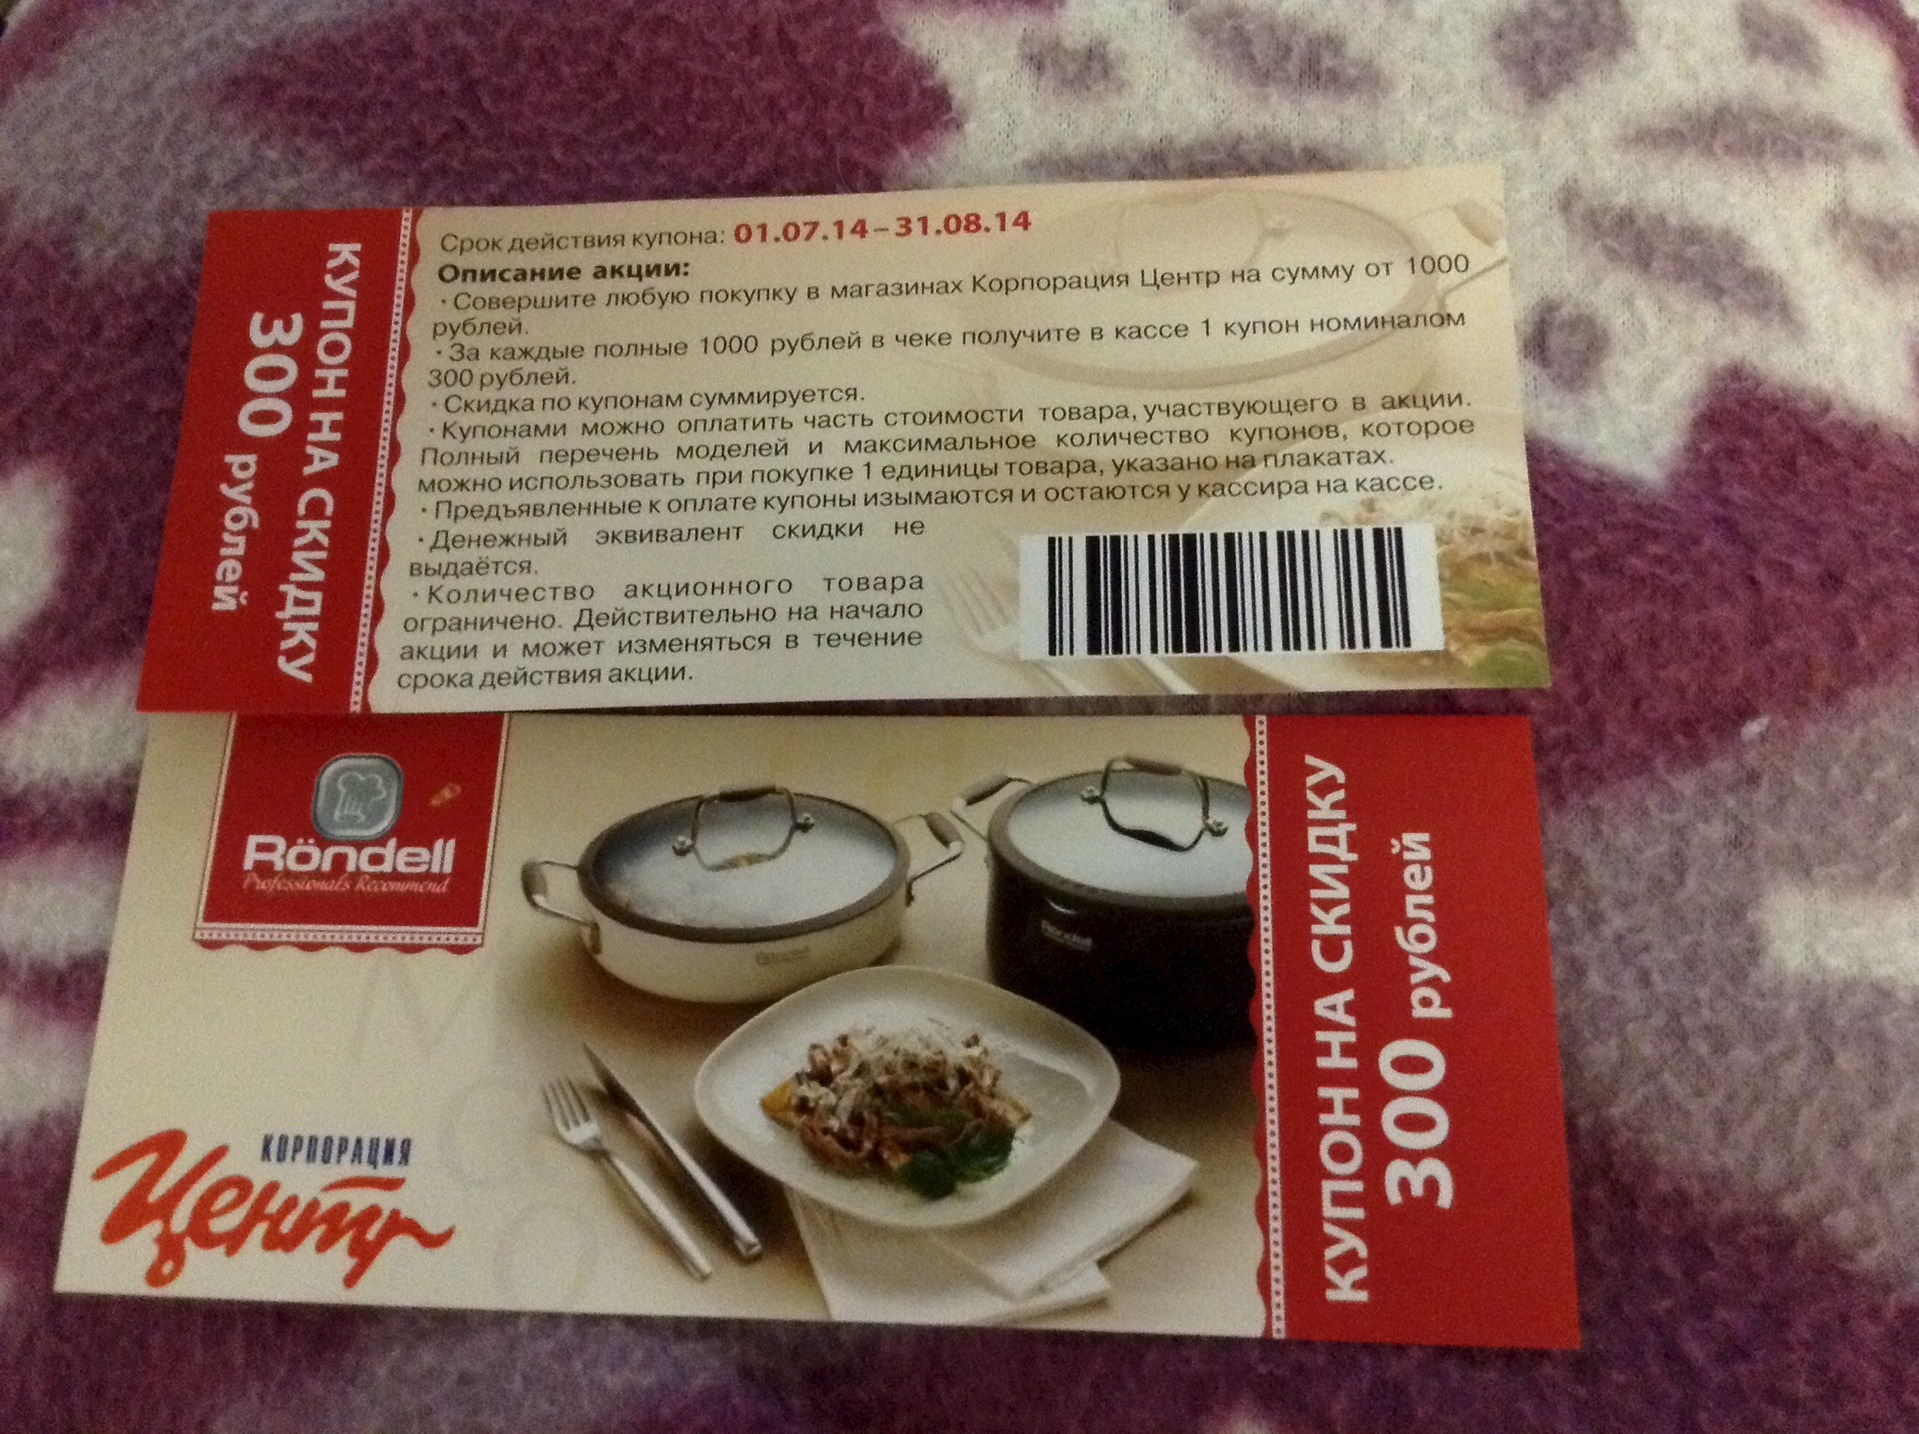 КУПОН НА СКИДКУ
300 рублей
Срок действия купона: 01.07.14–31.08.14
Описание акции:
· Совершите любую покупку в магазинах Корпорация Центр на сумму от 1000
рублей.
· За каждые полные 1000 рублей в чеке получите в кассе 1 купон номиналом
300 рублей.
· Скидка по купонам суммируется.
· Купонами можно оплатить часть стоимости товара, участвующего в акции.
Полный перечень моделей и максимальное количество купонов, которое
можно использовать при покупке 1 единицы товара, указано на плакатах.
· Предъявленные к оплате купоны изымаются и остаются у кассира на кассе.
· Денежный эквивалент скидки не
выдаётся.
· Количество акционного товара
ограничено. Действительно на начало
акции и может изменяться в течение
срока действия акции.
Röndell
Professionals Recommend
Röndell
Röndell
КОРПОРАЦИЯ
Центр
КУПОН НА СКИДКУ
300 рублей